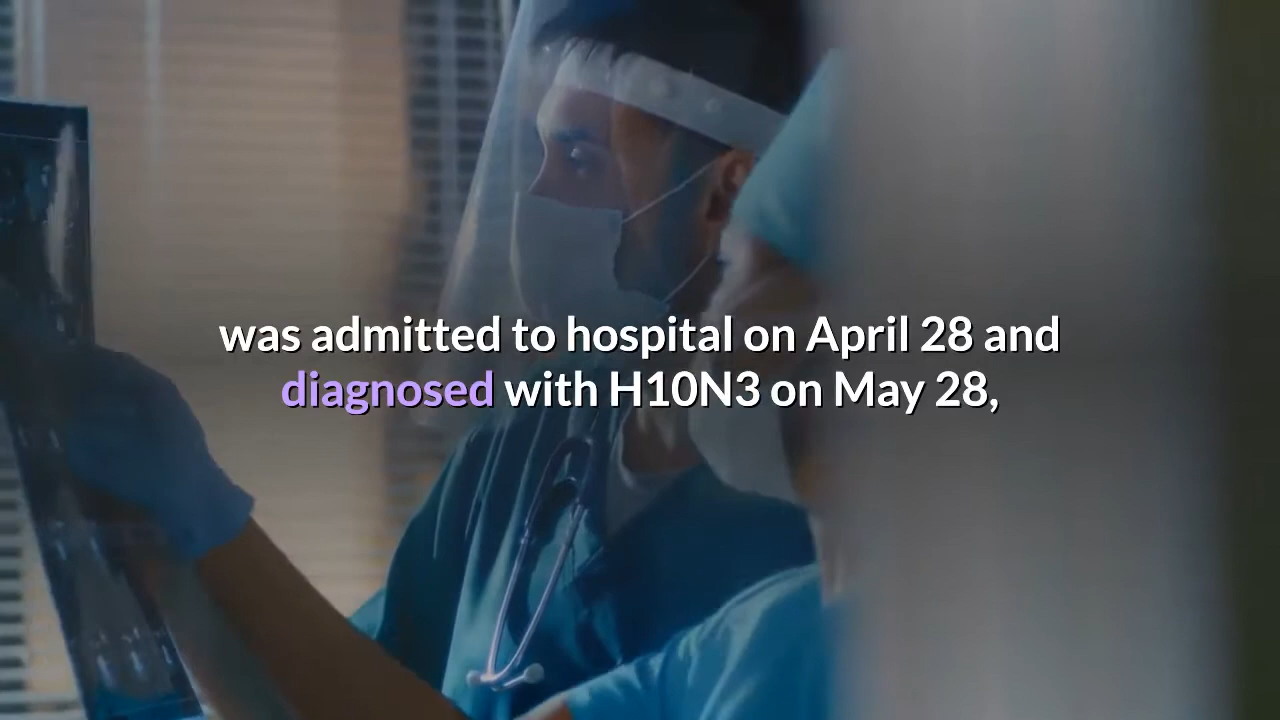 was admitted to hospital on April 28 and
diagnosed with H10N3 on May 28,